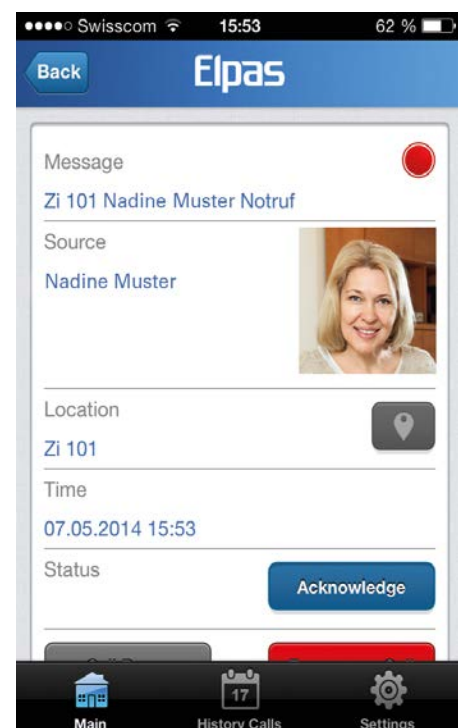 Swisscom 15:53 62 %
Back Elpas
Message
Zi 101 Nadine Muster Notruf
Source
Nadine Muster
Location
Zi 101
Time
07.05.2014 15:53
Status
Acknowledge
17
Main History Calls Settings